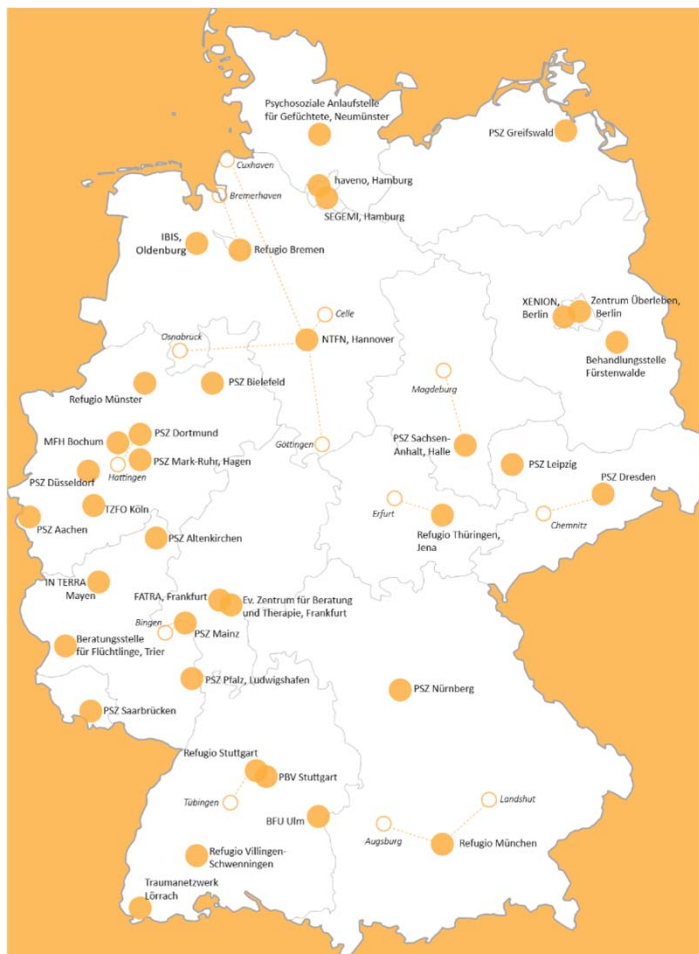 Psychosoziale Anlaufstelle
für Gefüchtete, Neumünster
PSZ Greifswald
Cuxhaven
haveno, Hamburg
Bremerhaven
SEGEMI, Hamburg
IBIS,
Oldenburg
Refugio Bremen
XENION,
Berlin
Zentrum Überleben,
Berlin
Celle
NTFN, Hannover
Behandlungsstelle
Fürstenwalde
Osnabruck
Refugio Münster
PSZ Bielefeld
Magdeburg
MFH Bochum
PSZ Dortmund
Göttingen
PSZ Sachsen-
Anhalt, Halle
PSZ Mark-Ruhr, Hagen
PSZ Leipzig
PSZ Düsseldorf
Hattingen
PSZ Dresden
TZFO Köln
Erfurt
PSZ Aachen
Chemnitz
PSZ Altenkirchen
Refugio Thüringen,
Jena
IN TERRA
Mayen
FATRA, Frankfurt
Ev. Zentrum für Beratung
und Therapie, Frankfurt
Bingen
PSZ Mainz
Beratungsstelle
für Flüchtlinge, Trier
PSZ Pfalz, Ludwigshafen
PSZ Nürnberg
PSZ Saarbrücken
Refugio Stuttgart
PBV Stuttgart
Tübingen
Landshut
BFU Ulm
Augsburg
Refugio München
Refugio Villingen-
Schwenningen
Traumanetzwerk
Lörrach